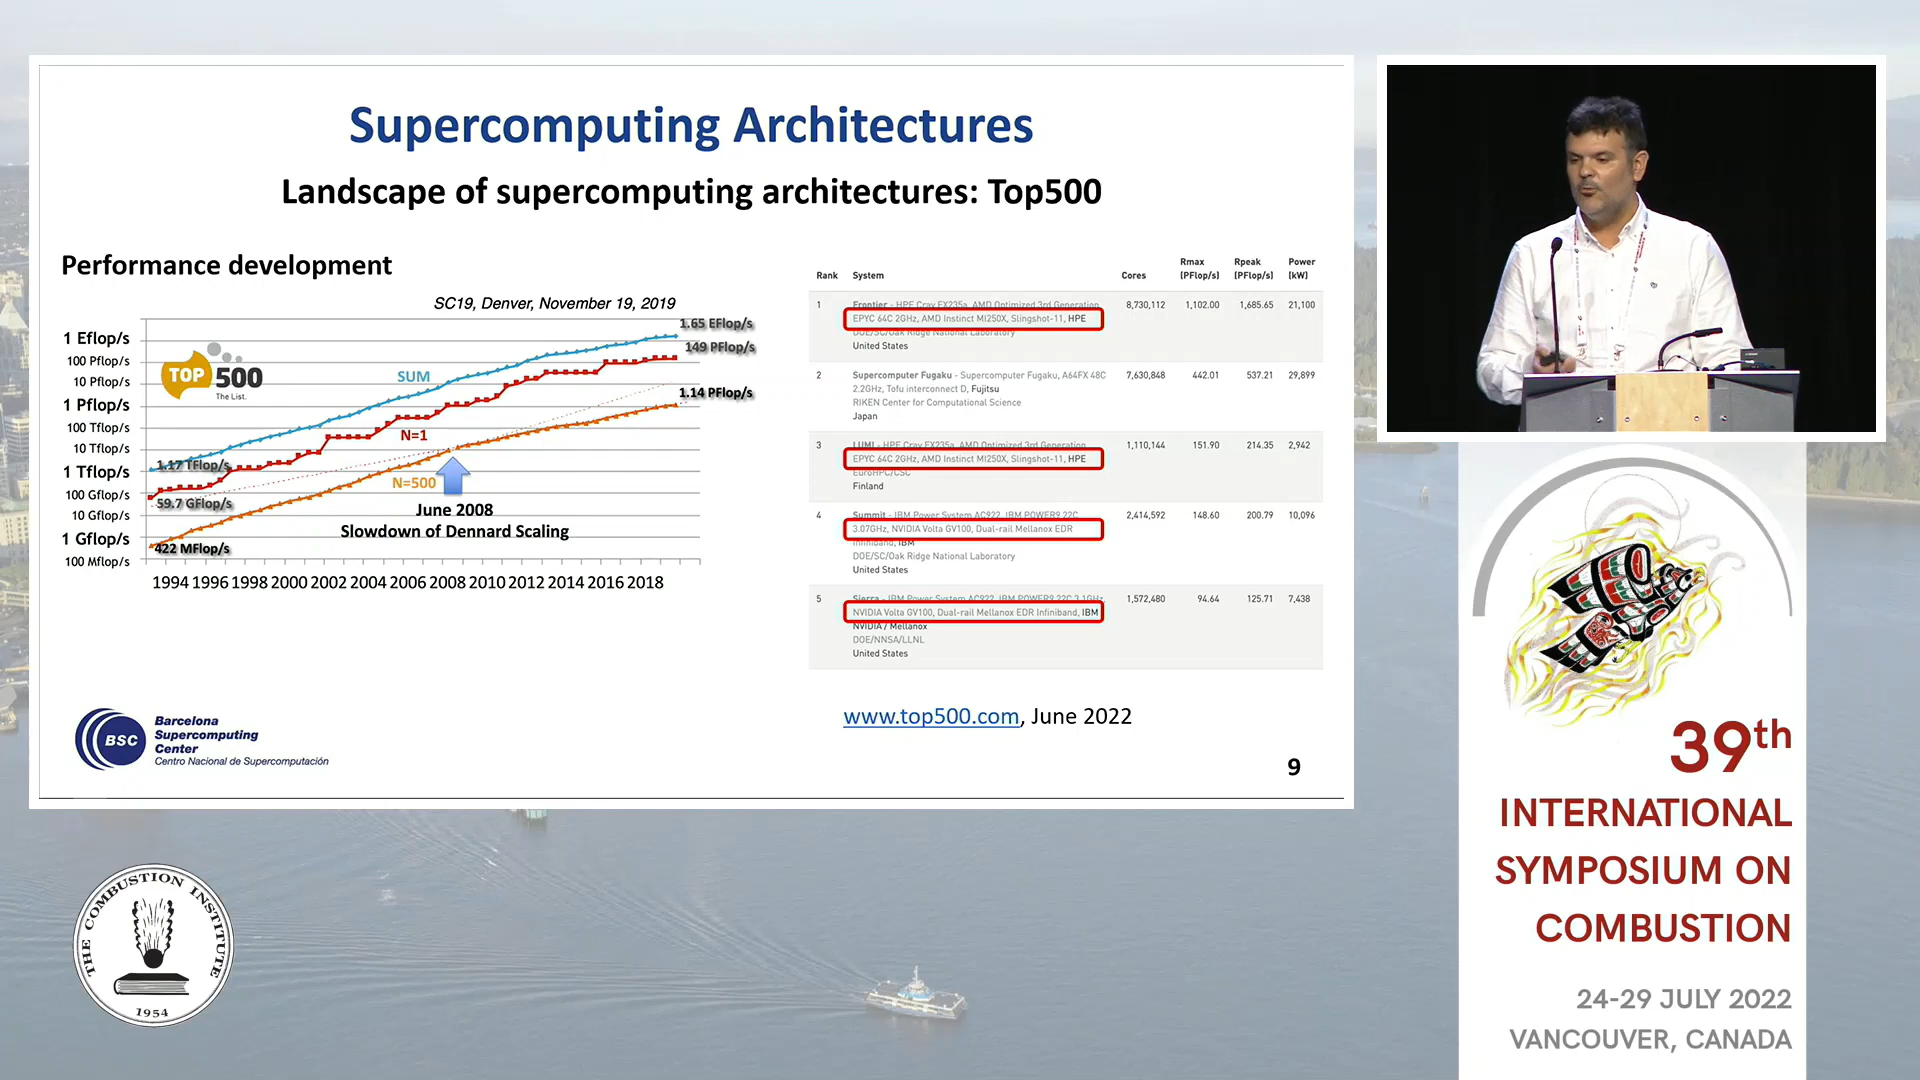 Supercomputing Architectures
Landscape of supercomputing architectures: Top500
Performance development
SC19, Denver, November 19, 2019
1 Eflop/s
100 Pflop/s
10 Pflop/s
1 Pflop/s
100 Tflop/s
10 Tflop/s
1 Tflop/s
100 Gflop/s
10 Gflop/s
1 Gflop/s
100 Mflop/s
TOP 500
The List.
SUM
N=1
N=500
1.65 EFlop/s
149 PFlop/s
1.14 PFlop/s
1.17 TFlop/s
59.7 GFlop/s
422 MFlop/s
June 2008
Slowdown of Dennard Scaling
1994 1996 1998 2000 2002 2004 2006 2008 2010 2012 2014 2016 2018
Rank System Cores Rmax (PFlop/s) Rpeak (PFlop/s) Power (kW)
1 Frontier - HPE Cray EX235a, AMD Optimized 3rd Generation 8,730,112 1,102.00 1,685.65 21,100
EPYC 64C 2GHz, AMD Instinct MI250X, Slingshot-11, HPE
DOE/SC/Oak Ridge National Laboratory
United States
2 Supercomputer Fugaku - Supercomputer Fugaku, A64FX 48C 7,630,848 442.01 537.21 29,899
2.2GHz, Tofu interconnect D, Fujitsu
RIKEN Center for Computational Science
Japan
3 LUMI - HPE Cray EX235a, AMD Optimized 3rd Generation 1,110,144 151.90 214.35 2,942
EPYC 64C 2GHz, AMD Instinct MI250X, Slingshot-11, HPE
EuroHPC/CSC
Finland
4 Summit - IBM Power System AC922, IBM POWER9 22C 2,414,592 148.60 200.79 10,096
3.07GHz, NVIDIA Volta GV100, Dual-rail Mellanox EDR
Infiniband, IBM
DOE/SC/Oak Ridge National Laboratory
United States
5 Sierra - IBM Power System AC922, IBM POWER9 22C 3.1GHz, 1,572,480 94.64 125.71 7,438
NVIDIA Volta GV100, Dual-rail Mellanox EDR Infiniband, IBM
NVIDIA / Mellanox
DOE/NNSA/LLNL
United States
www.top500.com, June 2022
BSC
Barcelona
Supercomputing
Center
Centro Nacional de Supercomputación
9
THE COMBUSTION INSTITUTE
1954
39th
INTERNATIONAL
SYMPOSIUM ON
COMBUSTION
24-29 JULY 2022
VANCOUVER, CANADA